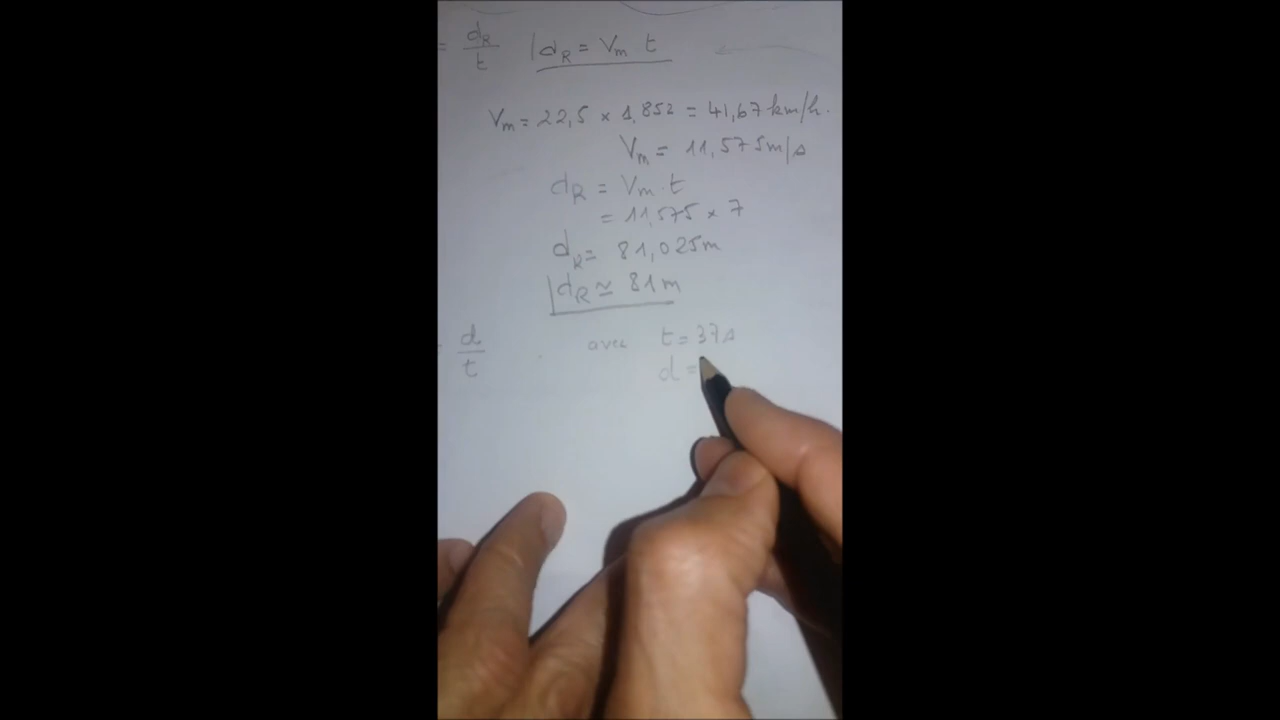 = dR/t | dR = Vm t
Vm = 22,5 × 1,852 = 41,67 km/h.
Vm = 11,575 m/s
dR = Vm · t
= 11,575 × 7
dR = 81,025 m
dR ≃ 81 m
= d/t avec t = 37 s
d =